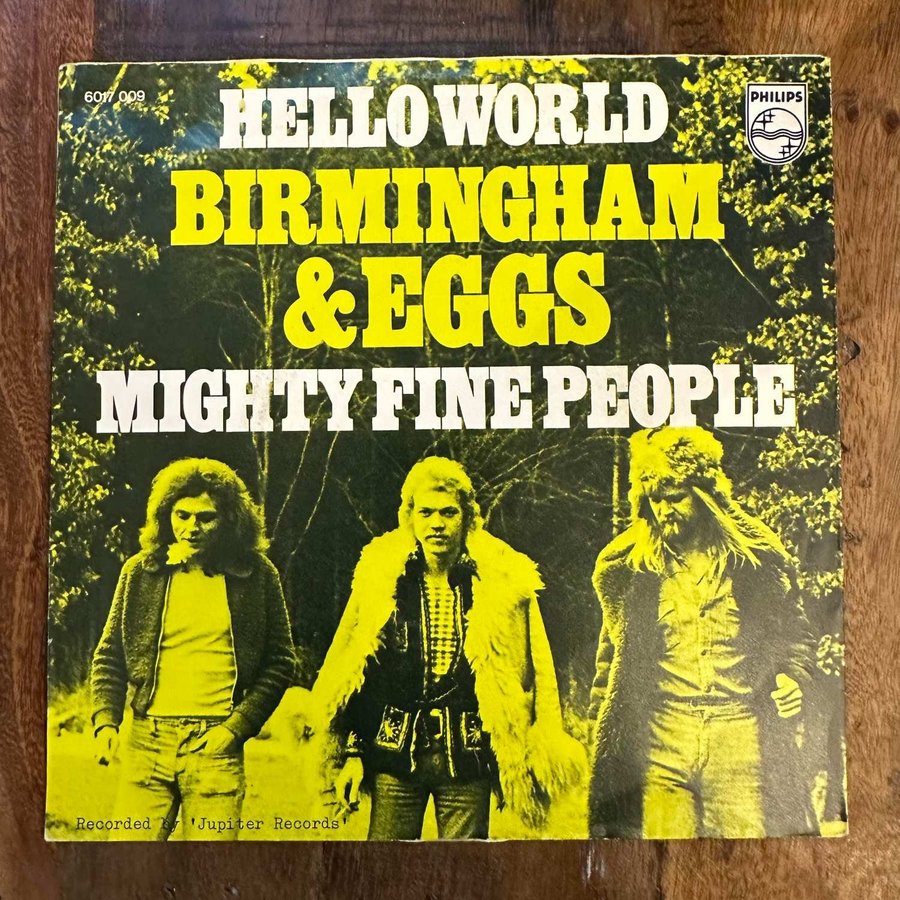 6017 009
HELLO WORLD
PHILIPS
BIRMINGHAM
& EGGS
MIGHTY FINE PEOPLE
Recorded by 'Jupiter Records'